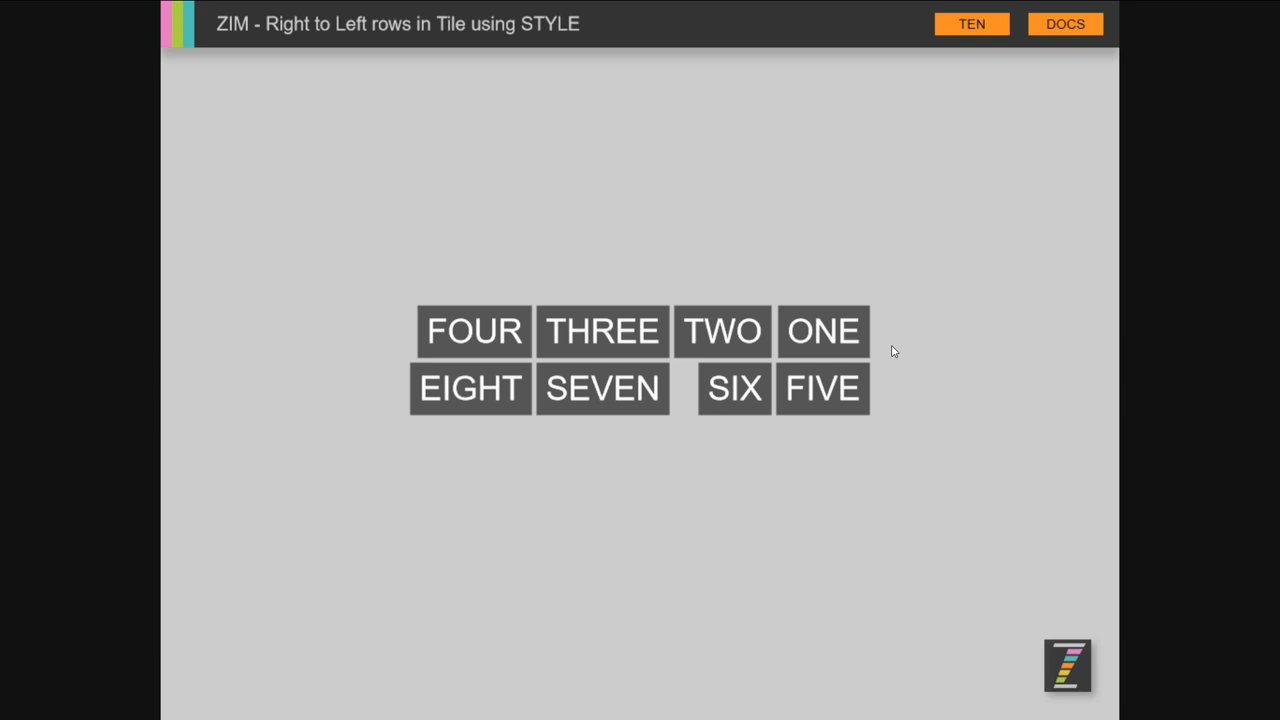 ZIM - Right to Left rows in Tile using STYLE
TEN
DOCS
FOUR THREE TWO ONE
EIGHT SEVEN SIX FIVE